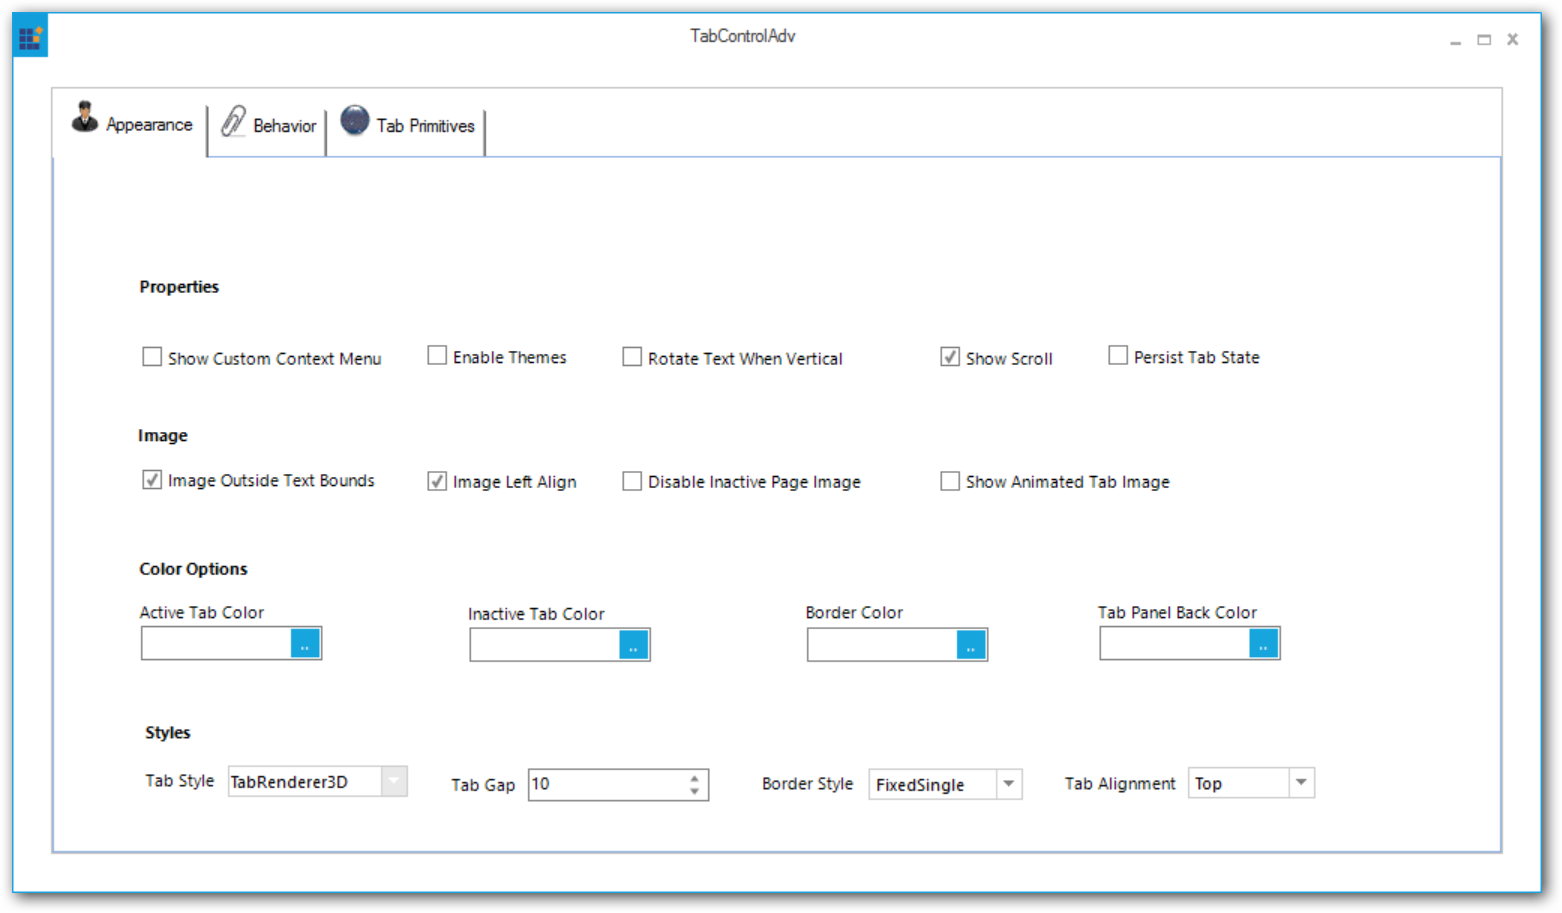 TabControlAdv
Appearance
Behavior
Tab Primitives
Properties
Show Custom Context Menu
Enable Themes
Rotate Text When Vertical
Show Scroll
Persist Tab State
Image
Image Outside Text Bounds
Image Left Align
Disable Inactive Page Image
Show Animated Tab Image
Color Options
Active Tab Color
Inactive Tab Color
Border Color
Tab Panel Back Color
..
..
..
..
Styles
Tab Style
TabRenderer3D
Tab Gap
10
Border Style
FixedSingle
Tab Alignment
Top